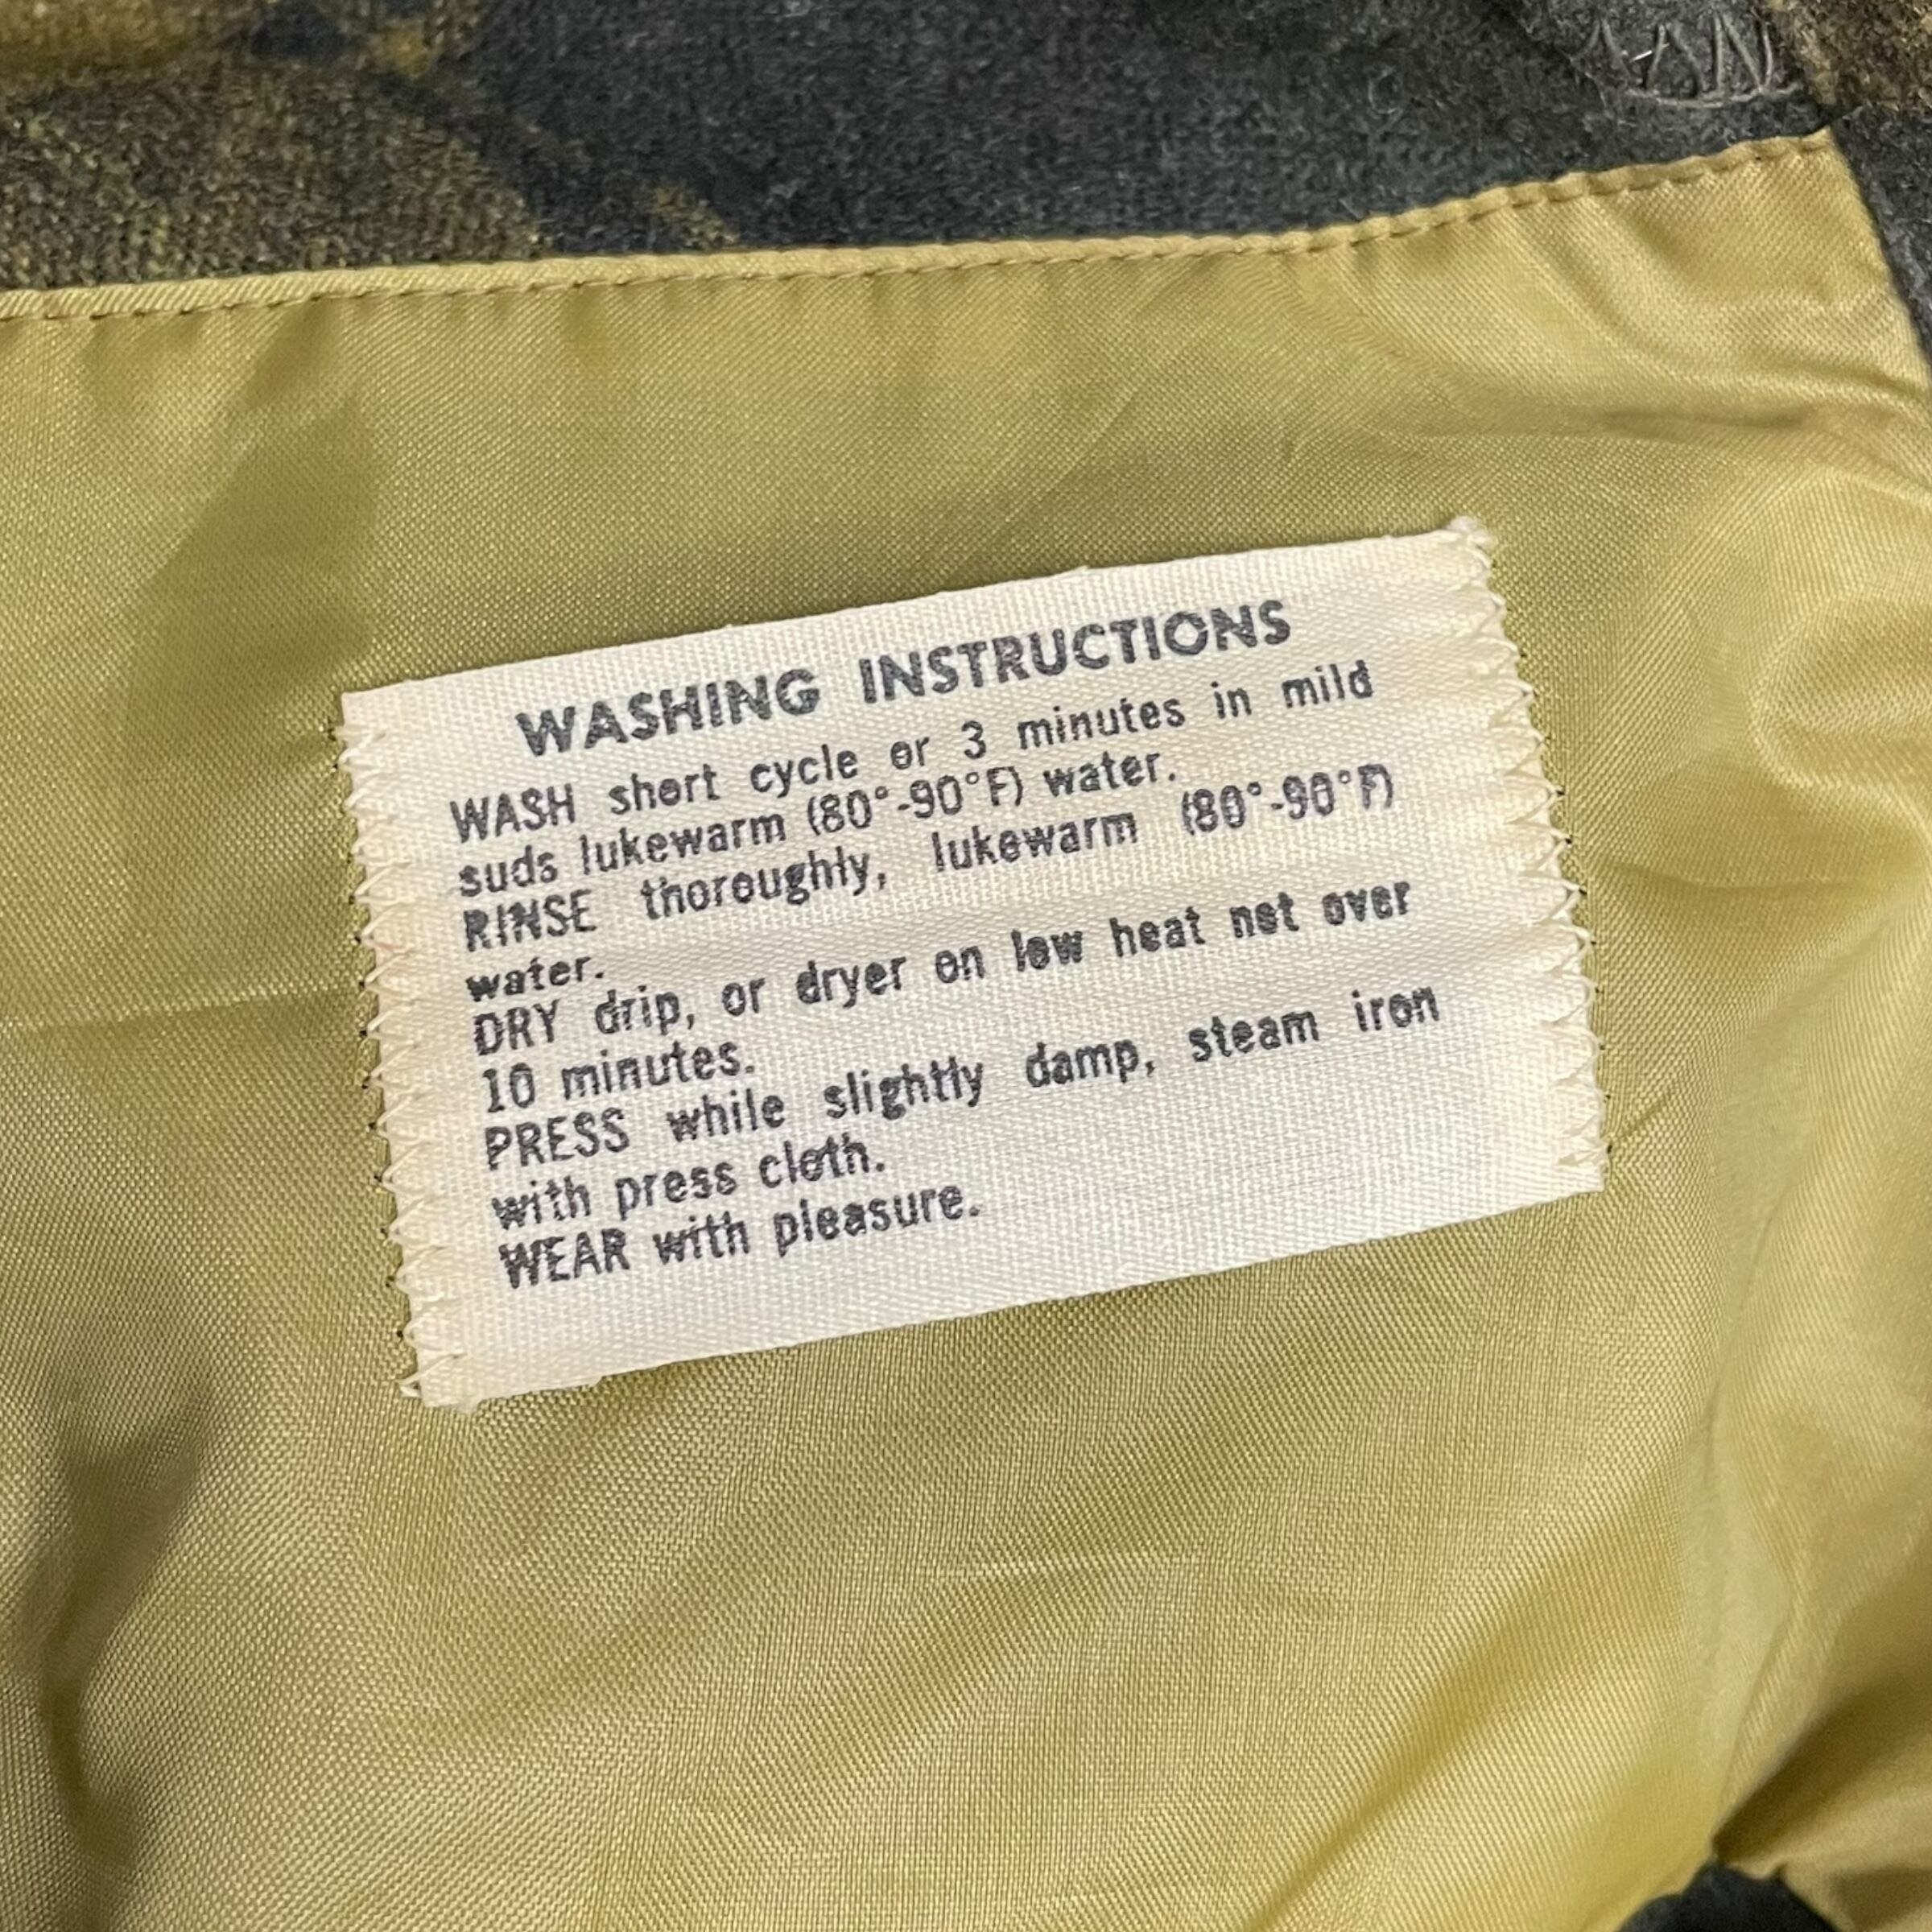 WASHING INSTRUCTIONS
WASH short cycle or 3 minutes in mild
suds lukewarm (80°-90°F) water.
RINSE thoroughly, lukewarm (80°-90°F)
water.
DRY drip, or dryer on low heat not over
10 minutes.
PRESS while slightly damp, steam iron
with press cloth.
WEAR with pleasure.